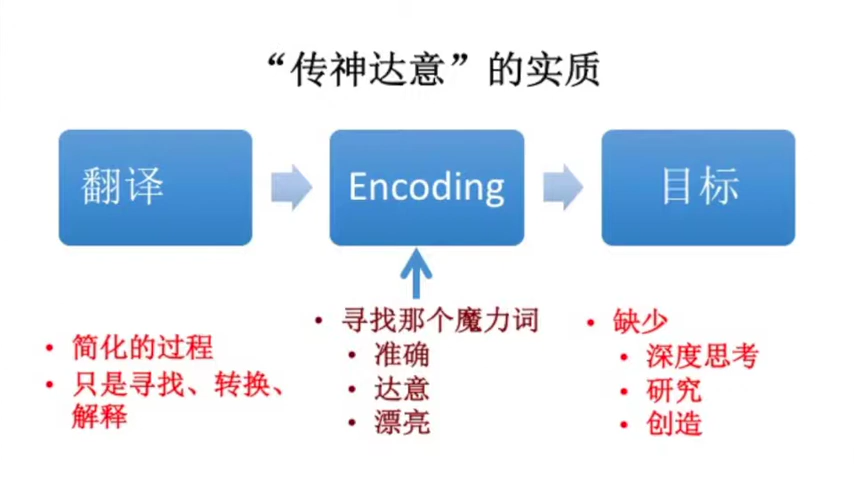 “传神达意”的实质
翻译
Encoding
目标
• 简化的过程
• 只是寻找、转换、
解释
• 寻找那个魔力词
• 准确
• 达意
• 漂亮
• 缺少
• 深度思考
• 研究
• 创造